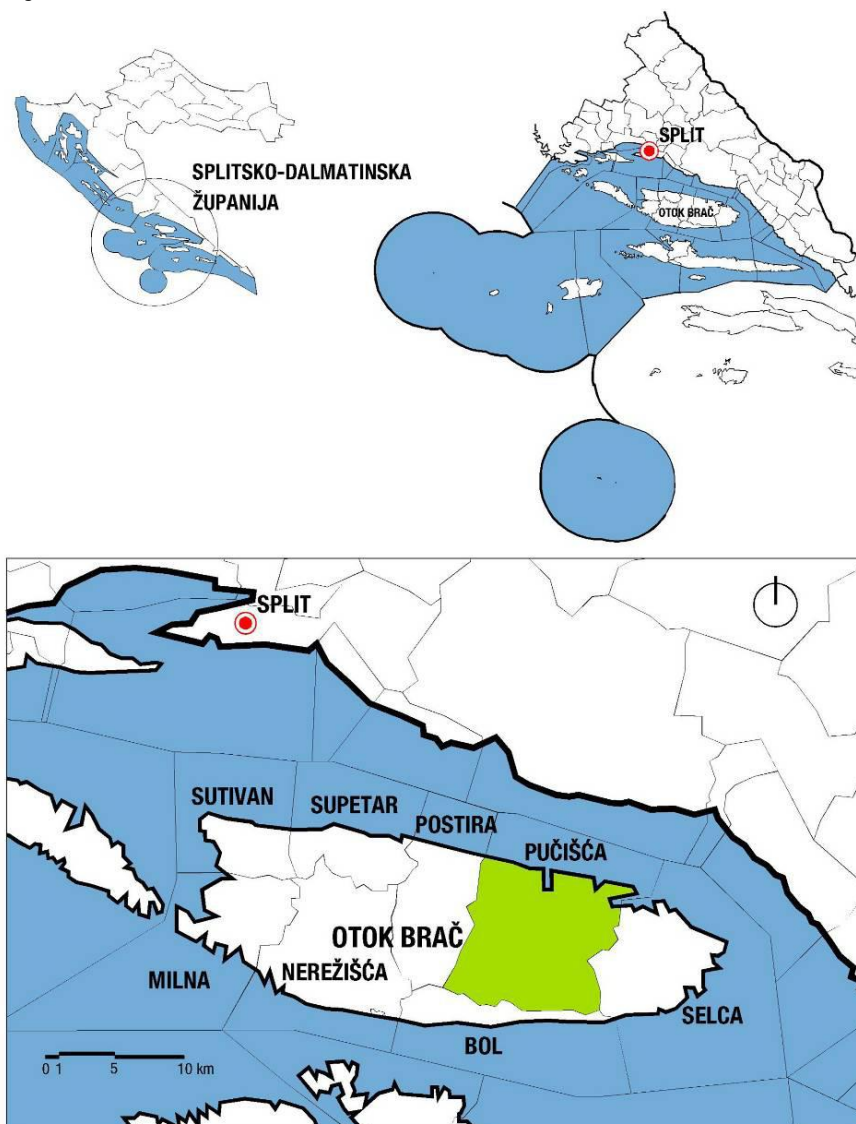 SPLITSKO-DALMATINSKA
ŽUPANIJA
SPLIT
OTOK BRAČ
SPLIT
SUTIVAN
SUPETAR
POSTIRA
PUČIŠĆA
OTOK BRAČ
NEREŽIŠĆA
MILNA
SELCA
BOL
0 1 5 10 km